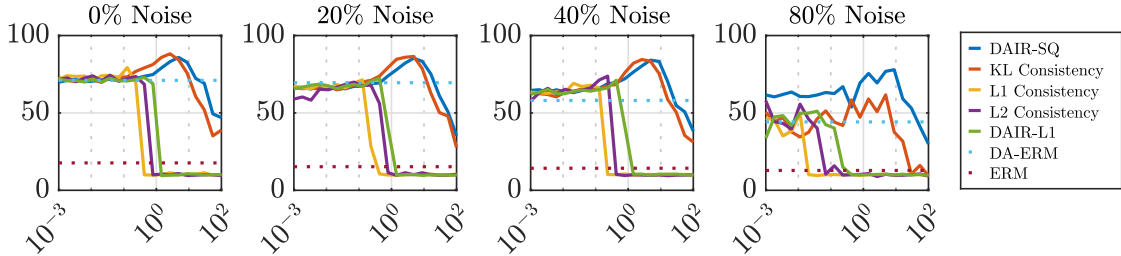 0% Noise
20% Noise
40% Noise
80% Noise
100
50
0
10^-3
10^0
10^2
100
50
0
10^-3
10^0
10^2
100
50
0
10^-3
10^0
10^2
100
50
0
10^-3
10^0
10^2
DAIR-SQ
KL Consistency
L1 Consistency
L2 Consistency
DAIR-L1
DA-ERM
ERM